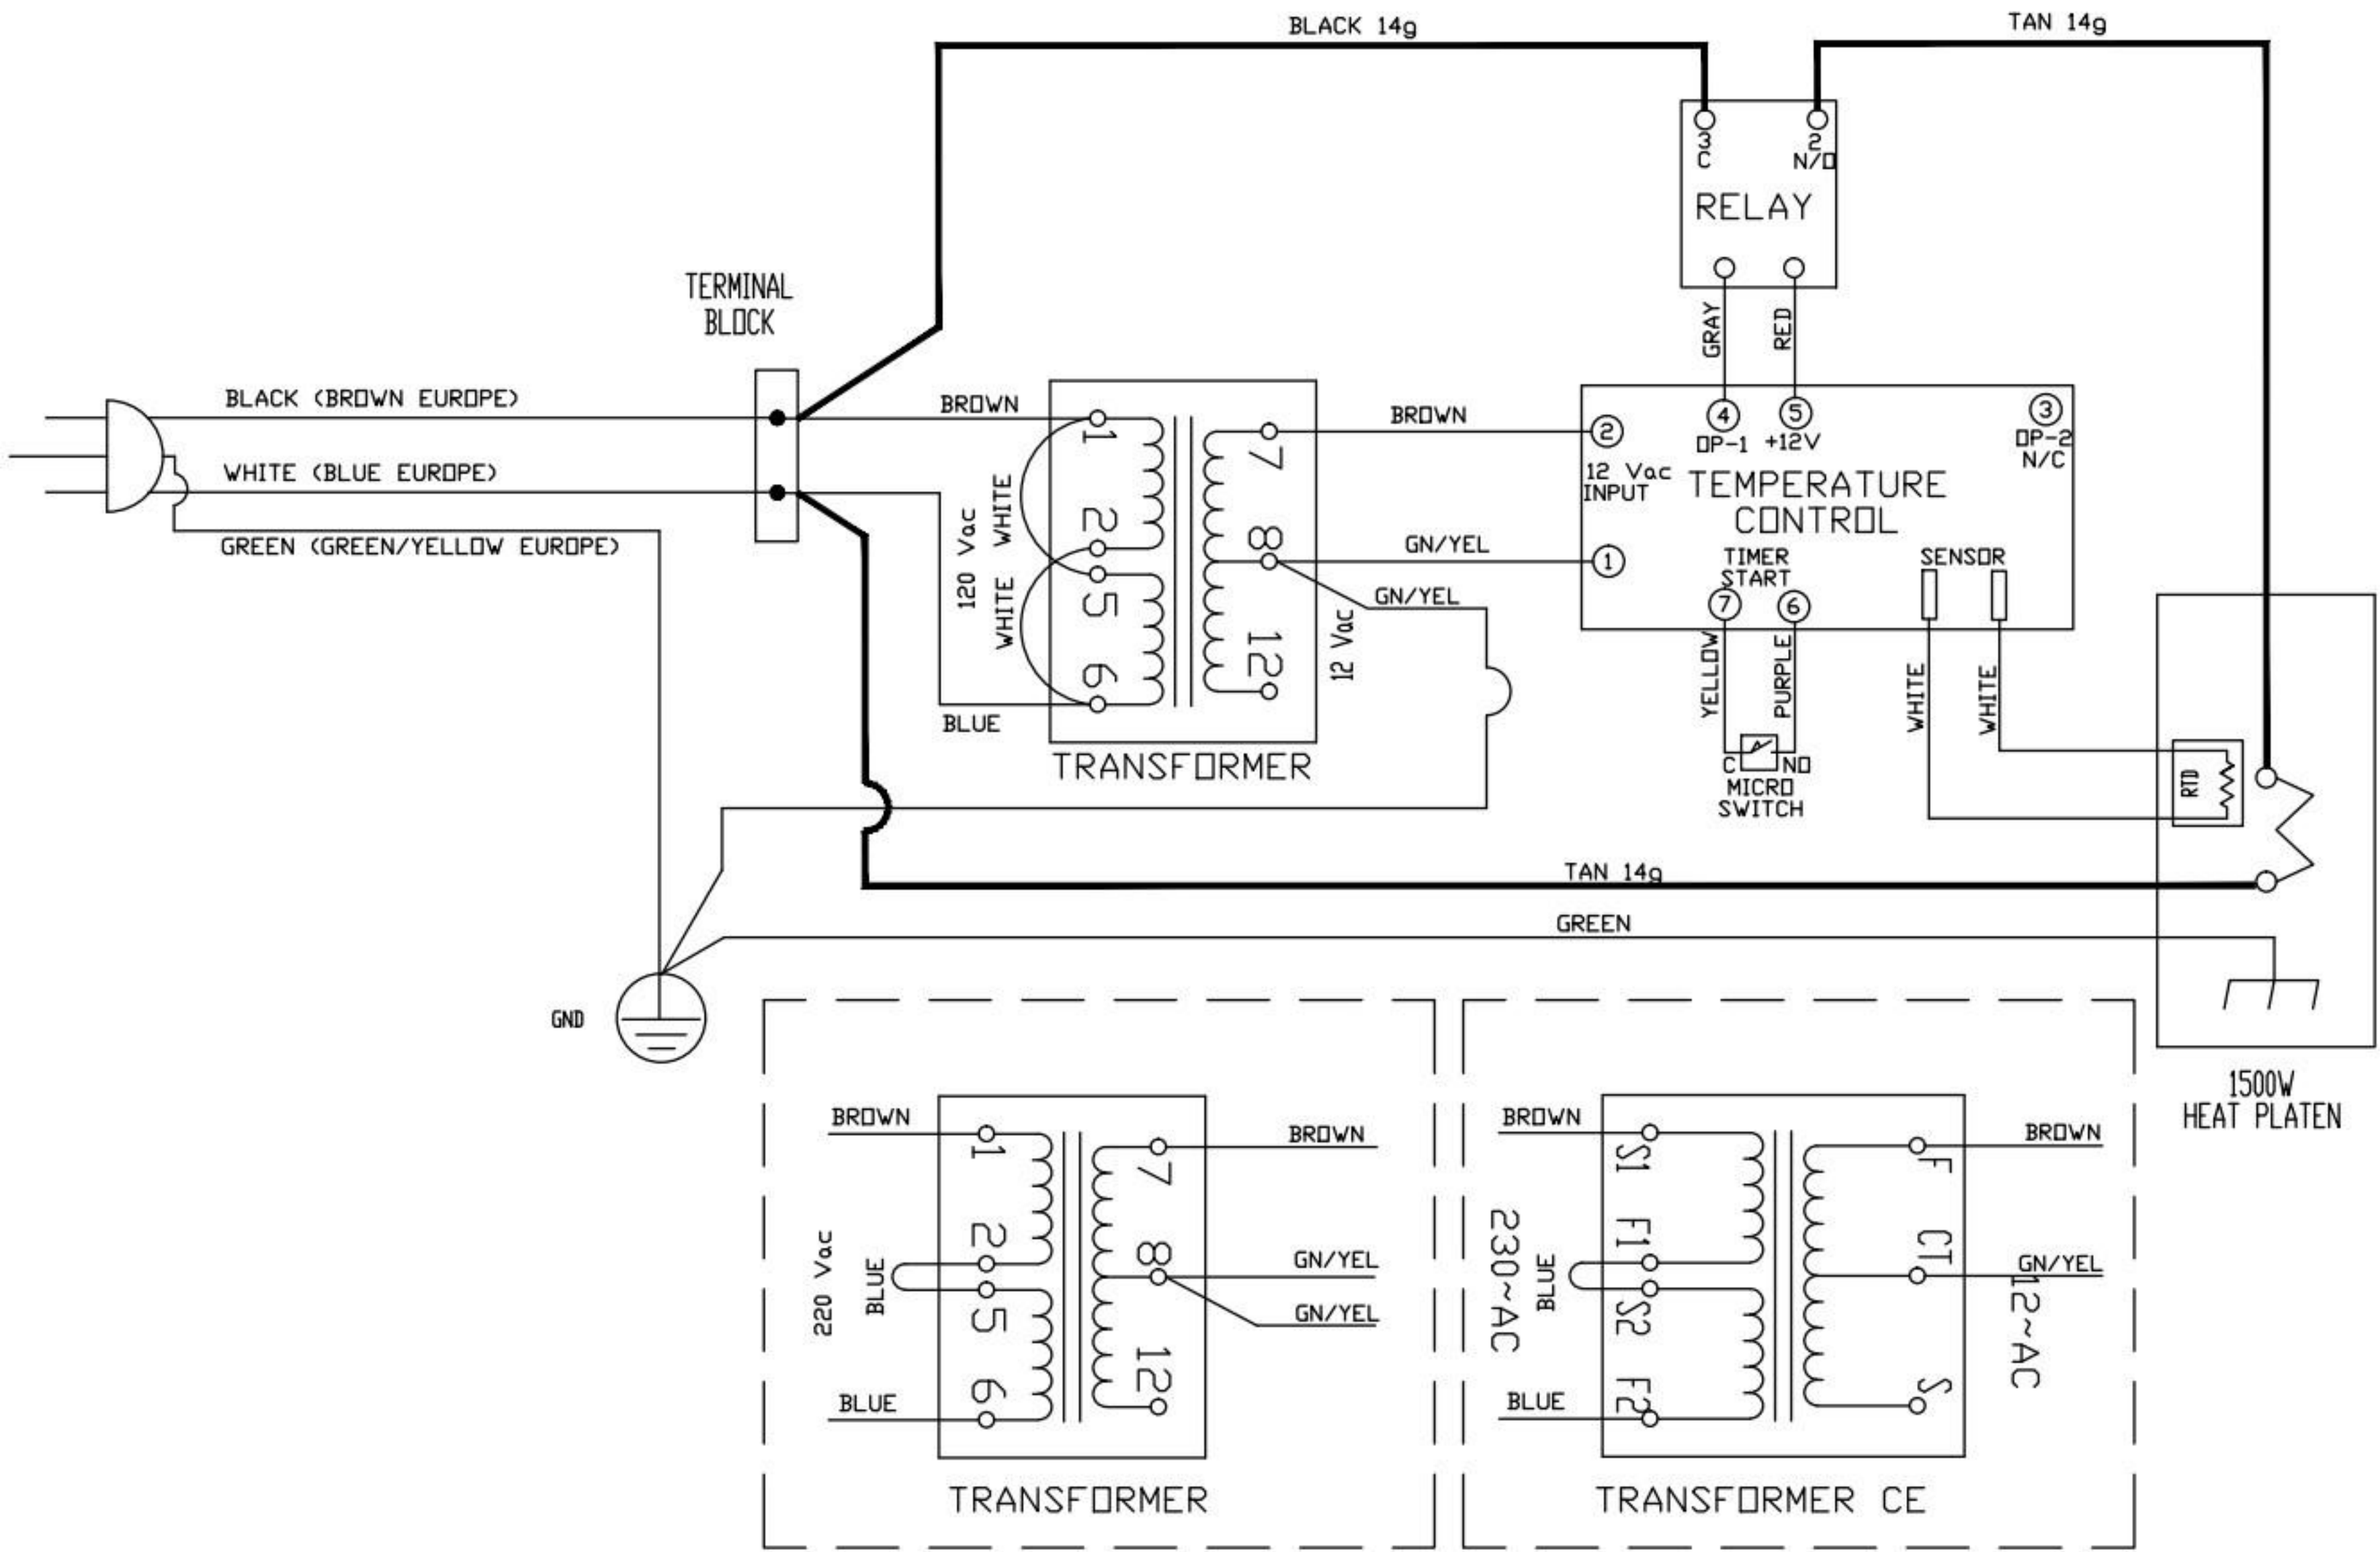 BLACK 14g
TAN 14g
3
C
2
N/O
RELAY
TERMINAL
BLOCK
GRAY
RED
BLACK (BROWN EUROPE)
WHITE (BLUE EUROPE)
GREEN (GREEN/YELLOW EUROPE)
BROWN
120 Vac
WHITE
WHITE
BLUE
1
2
5
6
7
8
12
TRANSFORMER
BROWN
GN/YEL
GN/YEL
12 Vac
2
12 Vac
INPUT
1
4
OP-1
5
+12V
3
OP-2
N/C
TEMPERATURE
CONTROL
TIMER
START
7
6
SENSOR
YELLOW
PURPLE
WHITE
WHITE
C
NO
MICRO
SWITCH
RTD
TAN 14g
GREEN
GND
1500W
HEAT PLATEN
BROWN
220 Vac
BLUE
BLUE
1
2
5
6
7
8
12
BROWN
GN/YEL
GN/YEL
TRANSFORMER
BROWN
230~AC
BLUE
BLUE
S1
F1
S2
F2
F
CT
S
BROWN
GN/YEL
12~AC
TRANSFORMER CE